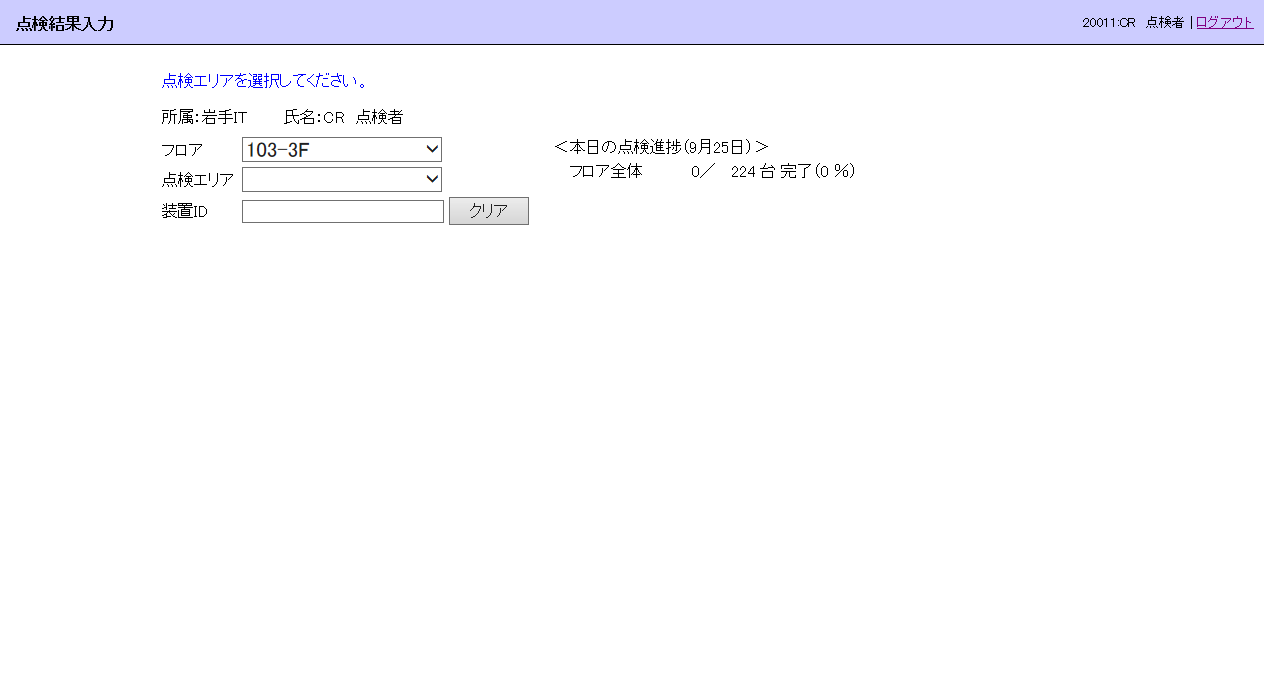 点検結果入力
20011:CR 点検者 | ログアウト
点検エリアを選択してください。
所属:岩手IT 氏名:CR 点検者
フロア 103-3F
＜本日の点検進捗(9月25日)＞
フロア全体 0／ 224 台 完了(0 %)
点検エリア
装置ID クリア